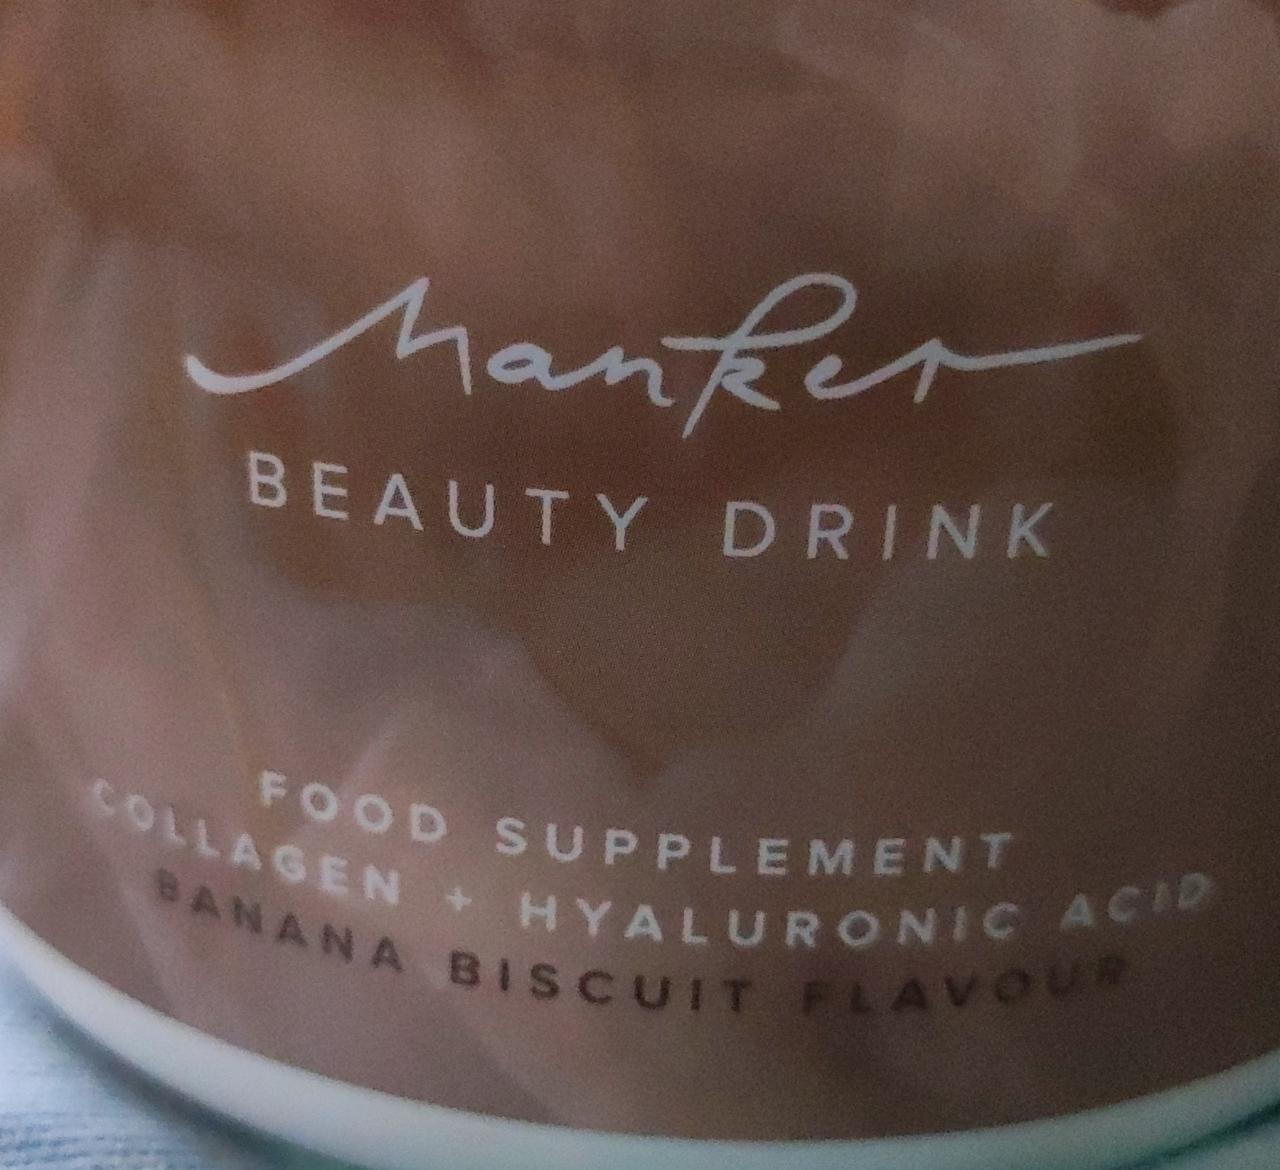 Manker
BEAUTY DRINK
FOOD SUPPLEMENT
COLLAGEN + HYALURONIC ACID
BANANA BISCUIT FLAVOUR